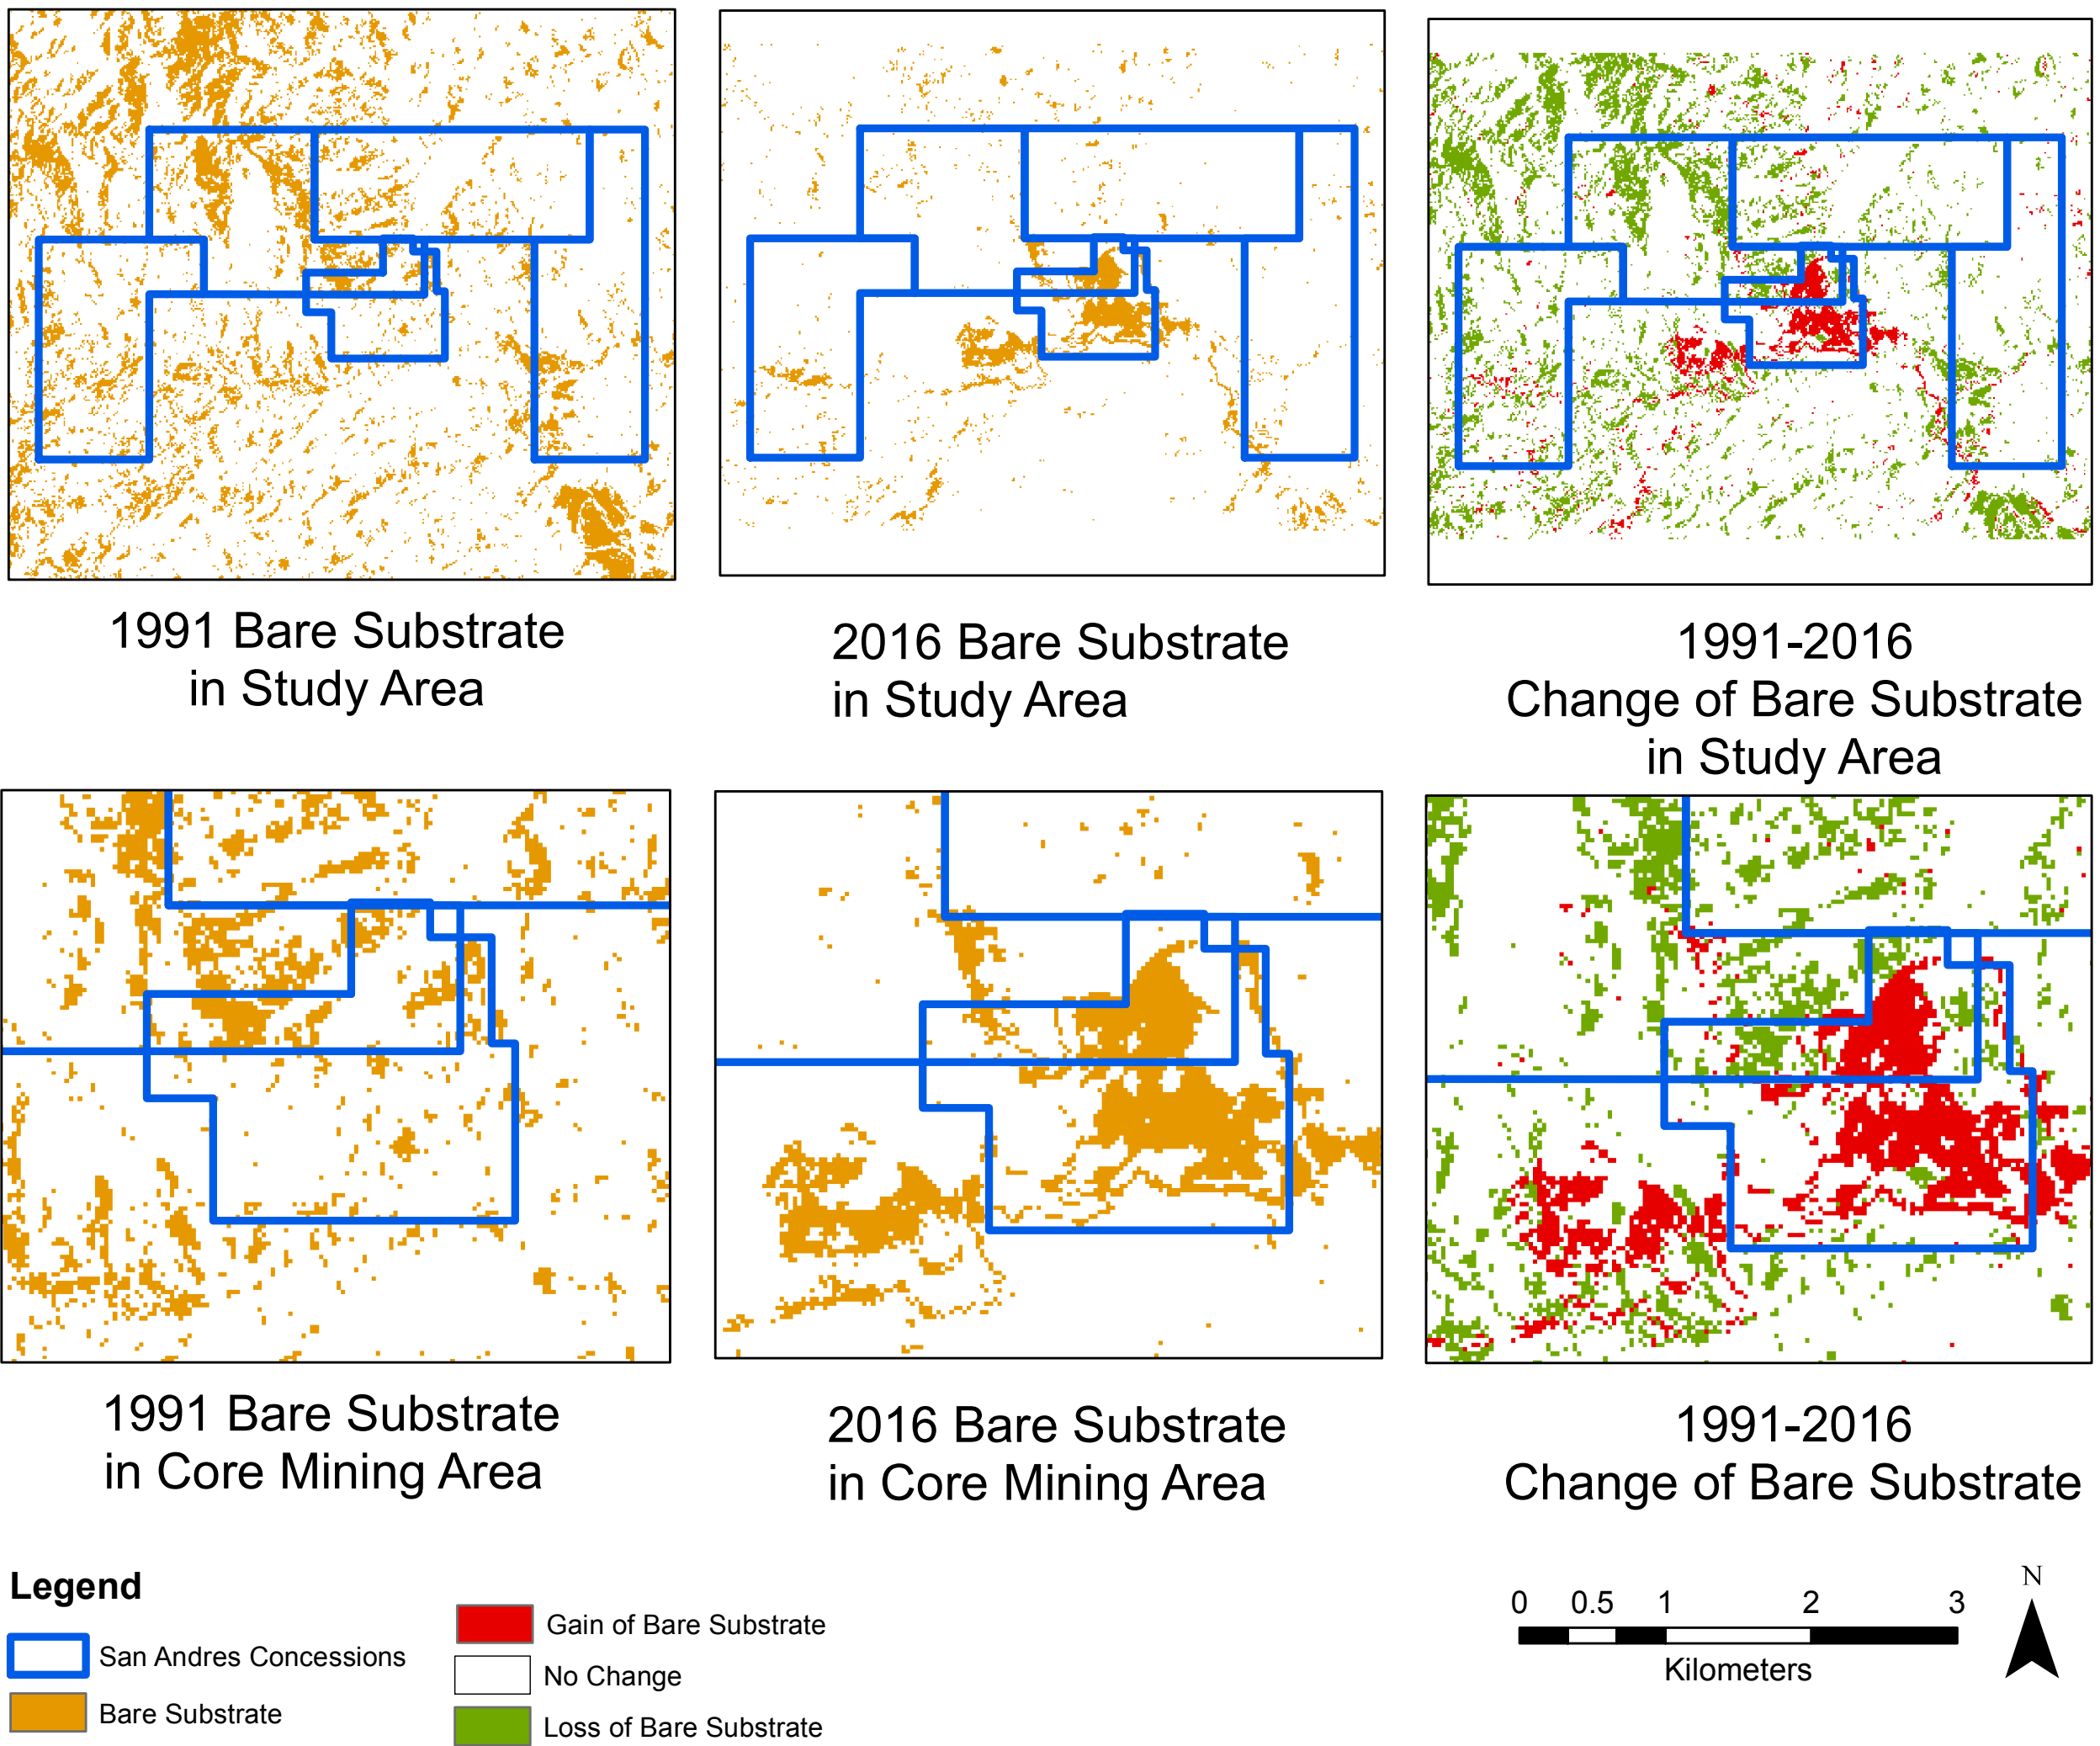 1991 Bare Substrate
in Study Area
2016 Bare Substrate
in Study Area
1991-2016
Change of Bare Substrate
in Study Area
1991 Bare Substrate
in Core Mining Area
2016 Bare Substrate
in Core Mining Area
1991-2016
Change of Bare Substrate
Legend
San Andres Concessions
Bare Substrate
Gain of Bare Substrate
No Change
Loss of Bare Substrate
0 0.5 1 2 3
Kilometers
N